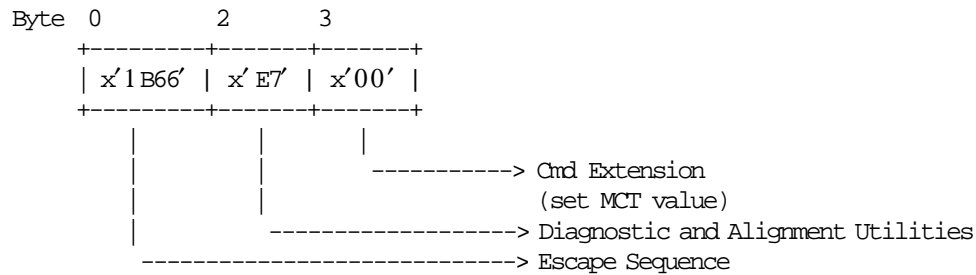 Byte 0 2 3
+---------+-------+-------+
| x′1B66′ | x′E7′ | x′00′ |
+---------+-------+-------+
| | |
| | -----------> Cmd Extension
| | (set MCT value)
| -------------------> Diagnostic and Alignment Utilities
-----------------------------> Escape Sequence